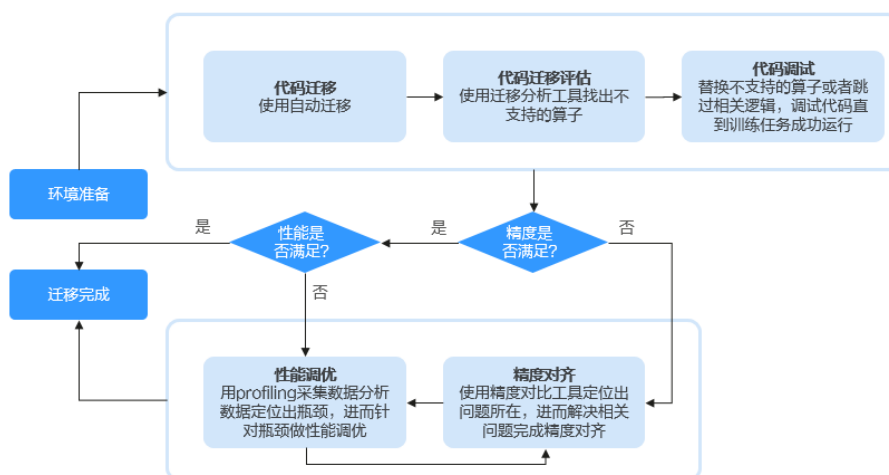 代码迁移
使用自动迁移
代码迁移评估
使用迁移分析工具找出不
支持的算子
代码调试
替换不支持的算子或者跳
过相关逻辑，调试代码直
到训练任务成功运行
环境准备
是
性能是
否满足?
是
精度是
否满足?
否
迁移完成
否
性能调优
用profiling采集数据分析
数据定位出瓶颈，进而针
对瓶颈做性能调优
精度对齐
使用精度对比工具定位出
问题所在，进而解决相关
问题完成精度对齐